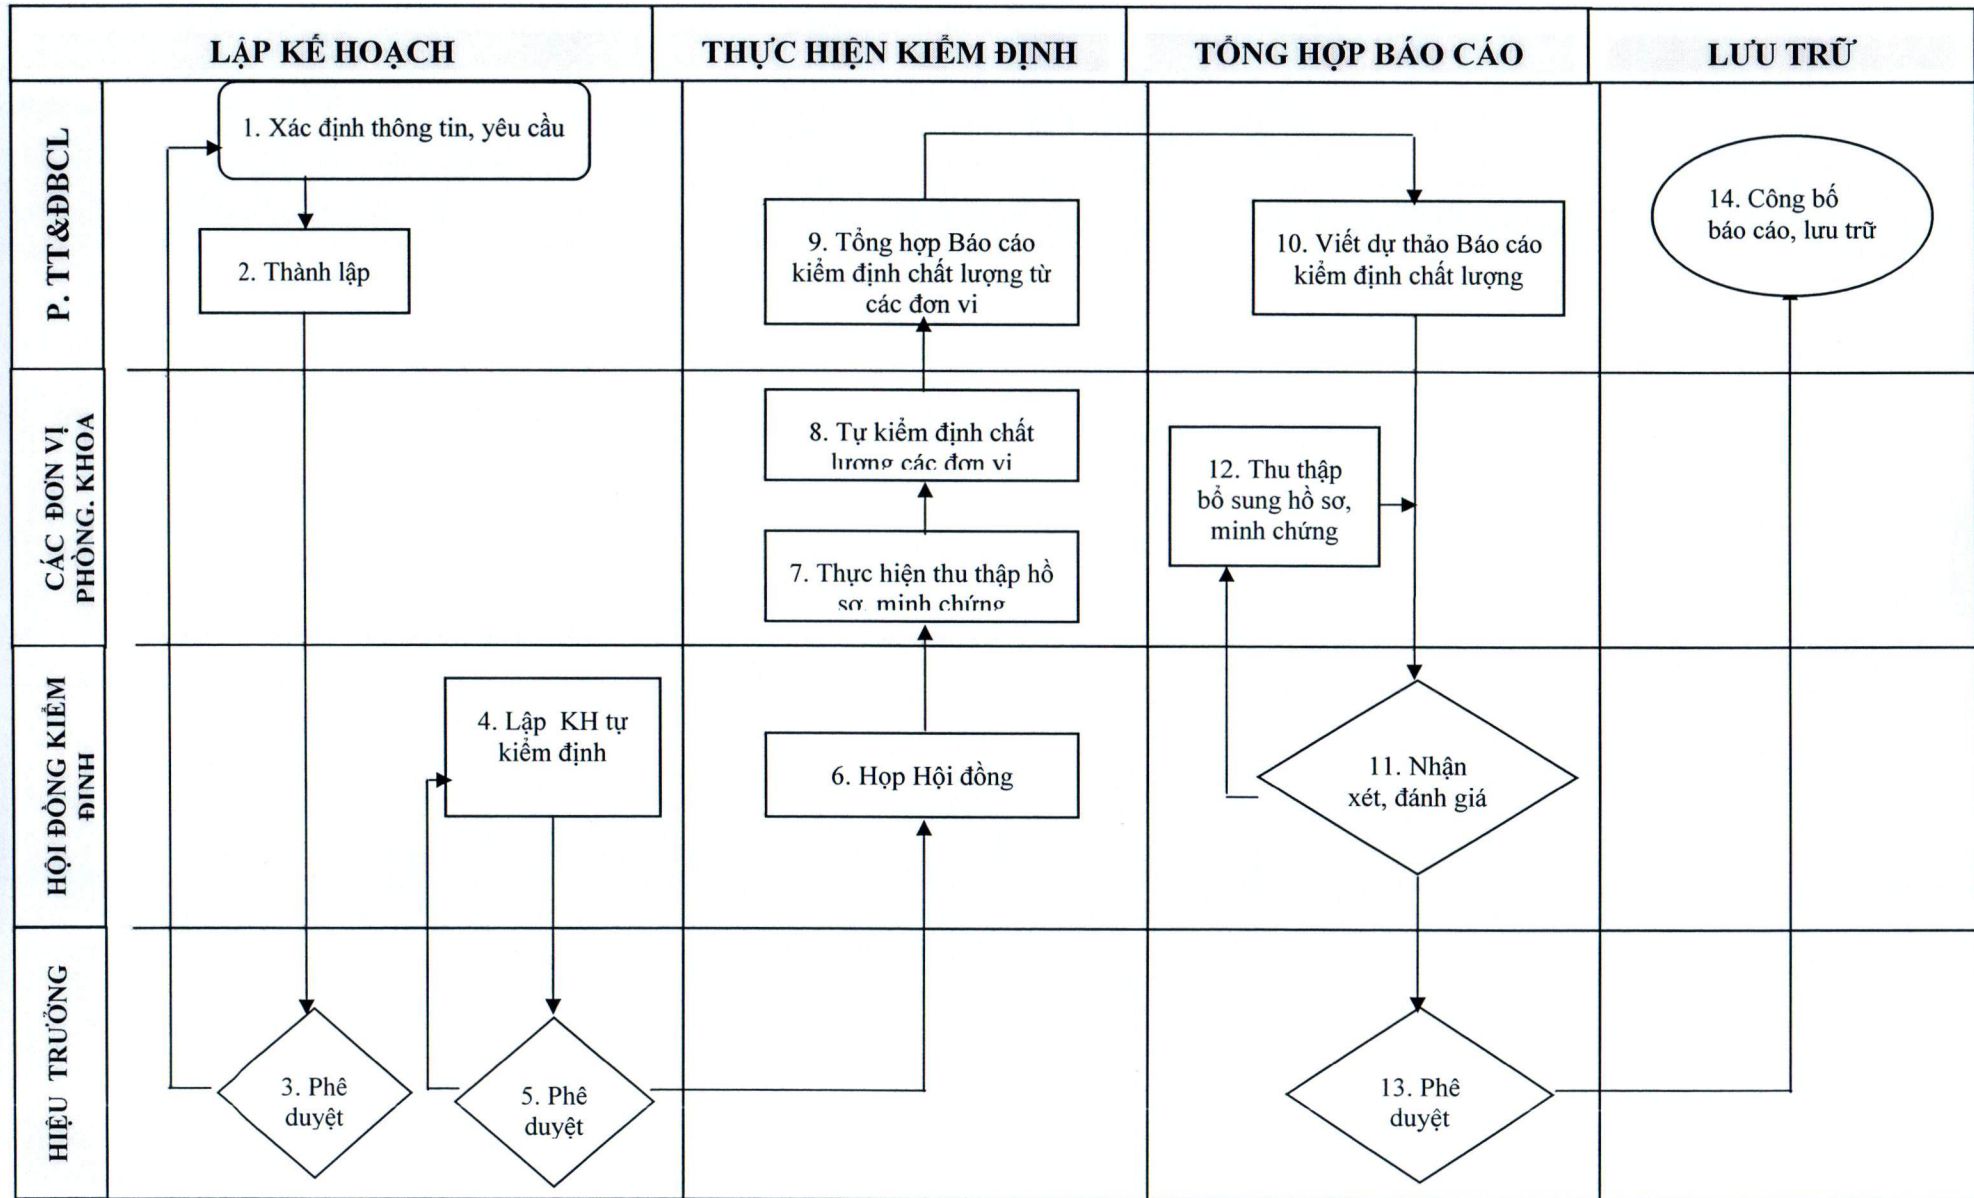 LẬP KẾ HOẠCH
THỰC HIỆN KIỂM ĐỊNH
TỔNG HỢP BÁO CÁO
LƯU TRỮ
P. TT&ĐBCL
1. Xác định thông tin, yêu cầu
2. Thành lập
9. Tổng hợp Báo cáo
kiểm định chất lượng từ
các đơn vi
10. Viết dự thảo Báo cáo
kiểm định chất lượng
14. Công bố
báo cáo, lưu trữ
CÁC ĐƠN VỊ
PHÒNG. KHOA
8. Tự kiểm định chất
lượng các đơn vi
7. Thực hiện thu thập hồ
sơ, minh chứng
12. Thu thập
bổ sung hồ sơ,
minh chứng
HỘI ĐỒNG KIỂM
ĐINH
4. Lập KH tự
kiểm định
6. Họp Hội đồng
11. Nhận
xét, đánh giá
HIỆU TRƯỞNG
3. Phê
duyệt
5. Phê
duyệt
13. Phê
duyệt